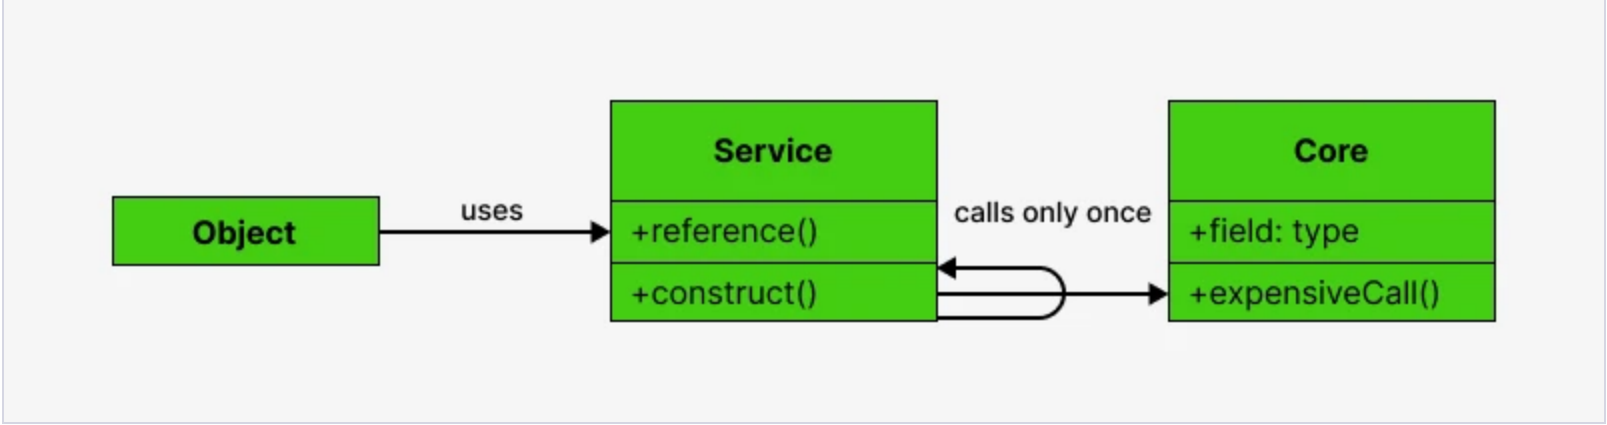 Object
uses
Service
+reference()
+construct()
calls only once
Core
+field: type
+expensiveCall()